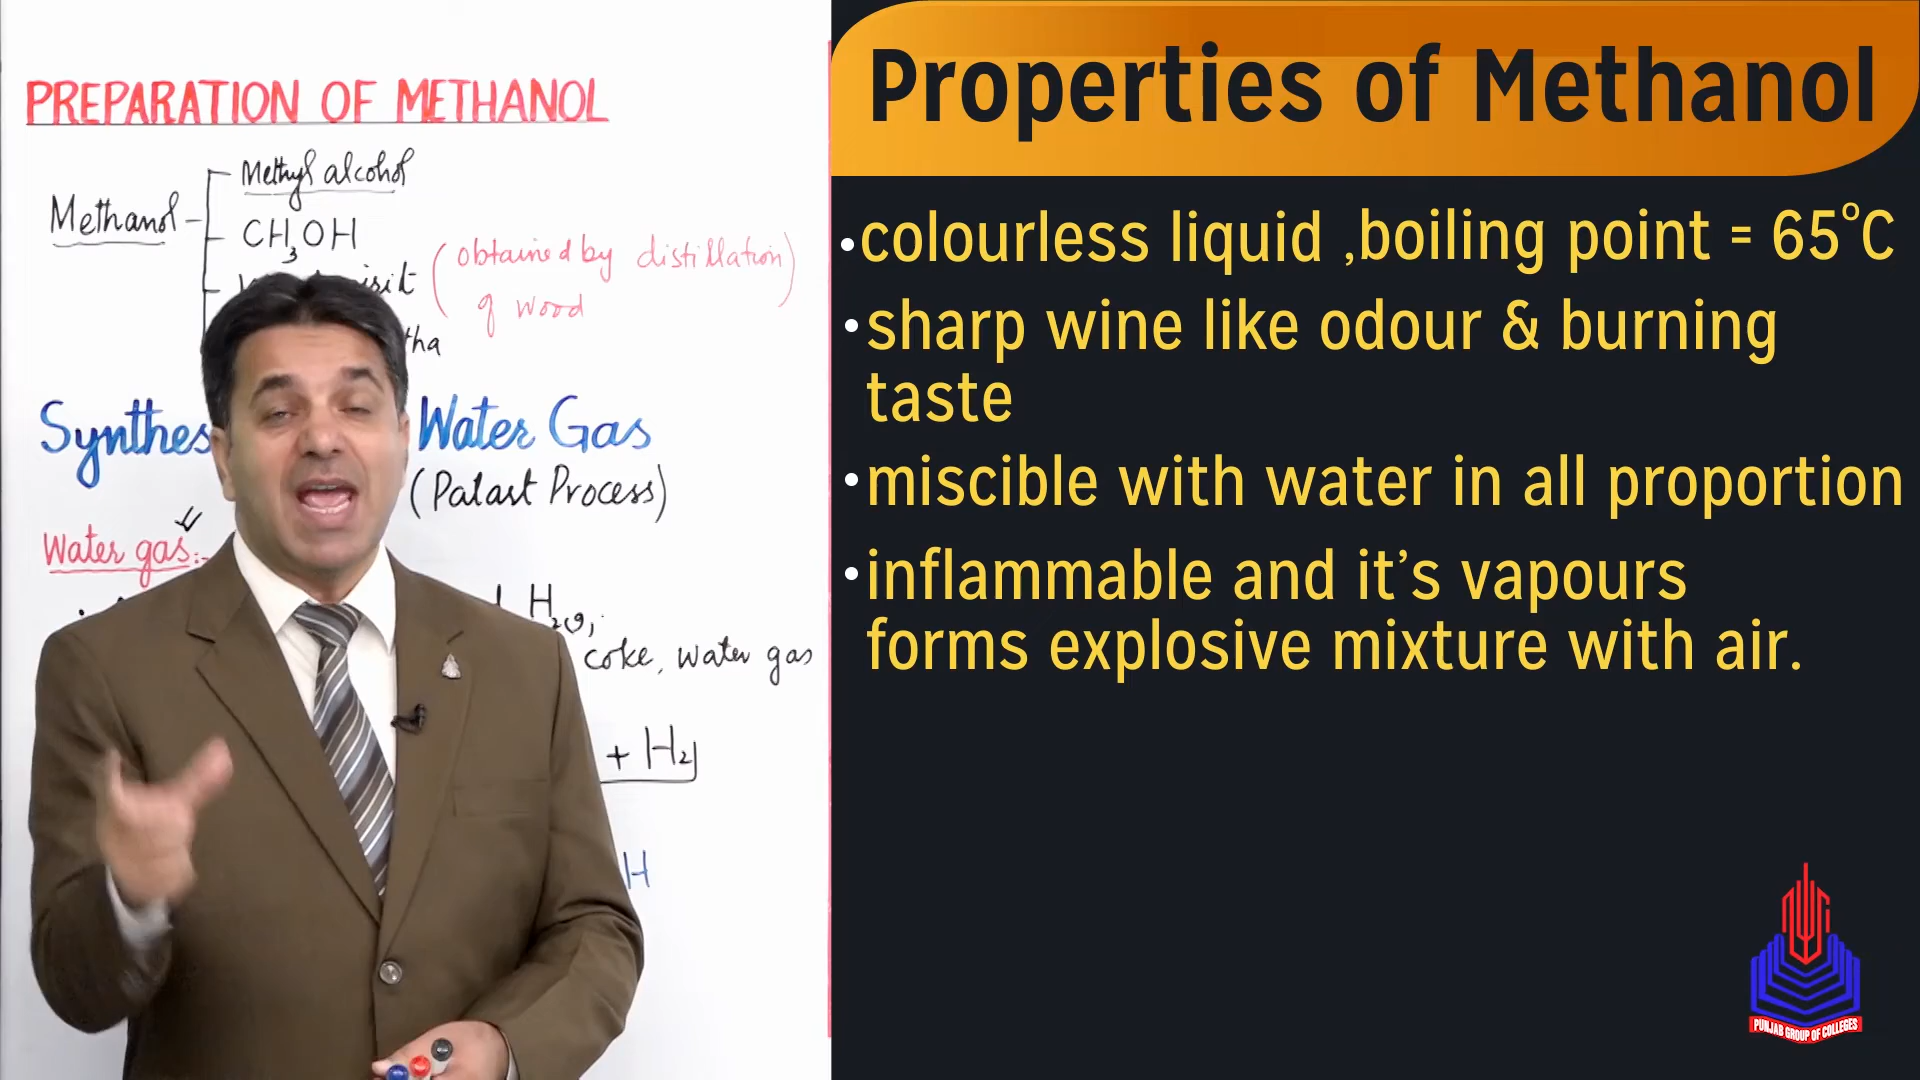 PREPARATION OF METHANOL
Methyl alcohol
Methanol
CH3OH
(obtained by distillation)
of wood
tha
Synthes Water Gas
(Patart Process)
Water gas:-
H2O,
coke, water gas
+ H2
H
Properties of Methanol
•colourless liquid ,boiling point = 65°C
•sharp wine like odour & burning
taste
•miscible with water in all proportion
•inflammable and it's vapours
forms explosive mixture with air.
PUNJAB GROUP OF COLLEGES